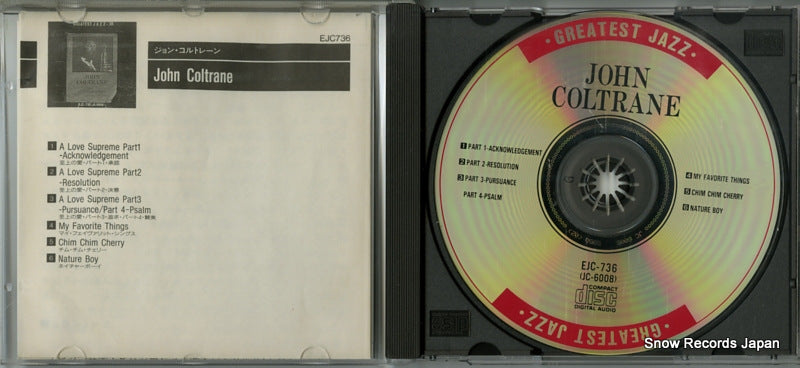 EJC736
ジョン・コルトレーン
John Coltrane
JOHN
COLTRANE
1 A Love Supreme Part1
-Acknowledgement
至上の愛・パート1・承認
2 A Love Supreme Part2
-Resolution
至上の愛・パート2・決意
3 A Love Supreme Part3
-Pursuance/Part 4-Psalm
至上の愛・パート3・追求・パート4・賛美
4 My Favorite Things
マイ・フェイヴァリット・シングス
5 Chim Chim Cherry
チム・チム・チェリー
6 Nature Boy
ネイチャーボーイ
·GREATEST JAZZ·
JOHN
COLTRANE
1 PART 1-ACKNOWLEDGEMENT
2 PART 2-RESOLUTION
3 PART 3-PURSUANCE
PART 4-PSALM
4 MY FAVORITE THINGS
5 CHIM CHIM CHERRY
6 NATURE BOY
EJC-736
(JC-6008)
COMPACT
disc
DIGITAL AUDIO
·GREATEST JAZZ·
Snow Records Japan